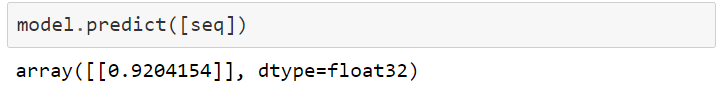 model.predict([seq])
array([[0.9204154]], dtype=float32)